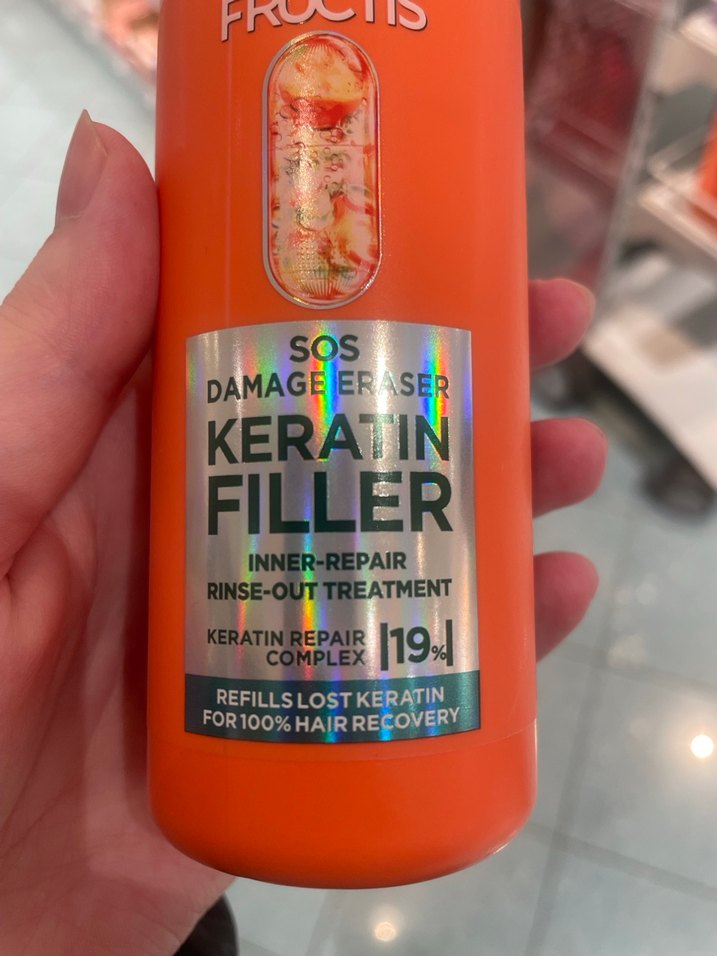 FRUCTIS
SOS
DAMAGE ERASER
KERATIN
FILLER
INNER-REPAIR
RINSE-OUT TREATMENT
KERATIN REPAIR
COMPLEX |19%|
REFILLS LOST KERATIN
FOR 100% HAIR RECOVERY